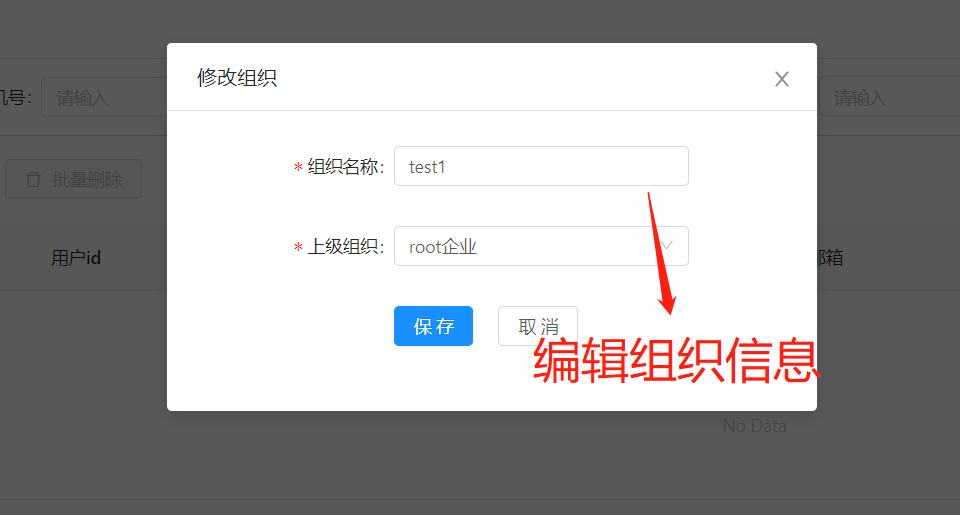 修改组织
机号: 请输入
请输入
* 组织名称: test1
批量删除
* 上级组织: root企业
用户id
邮箱
保存 取消
编辑组织信息
No Data